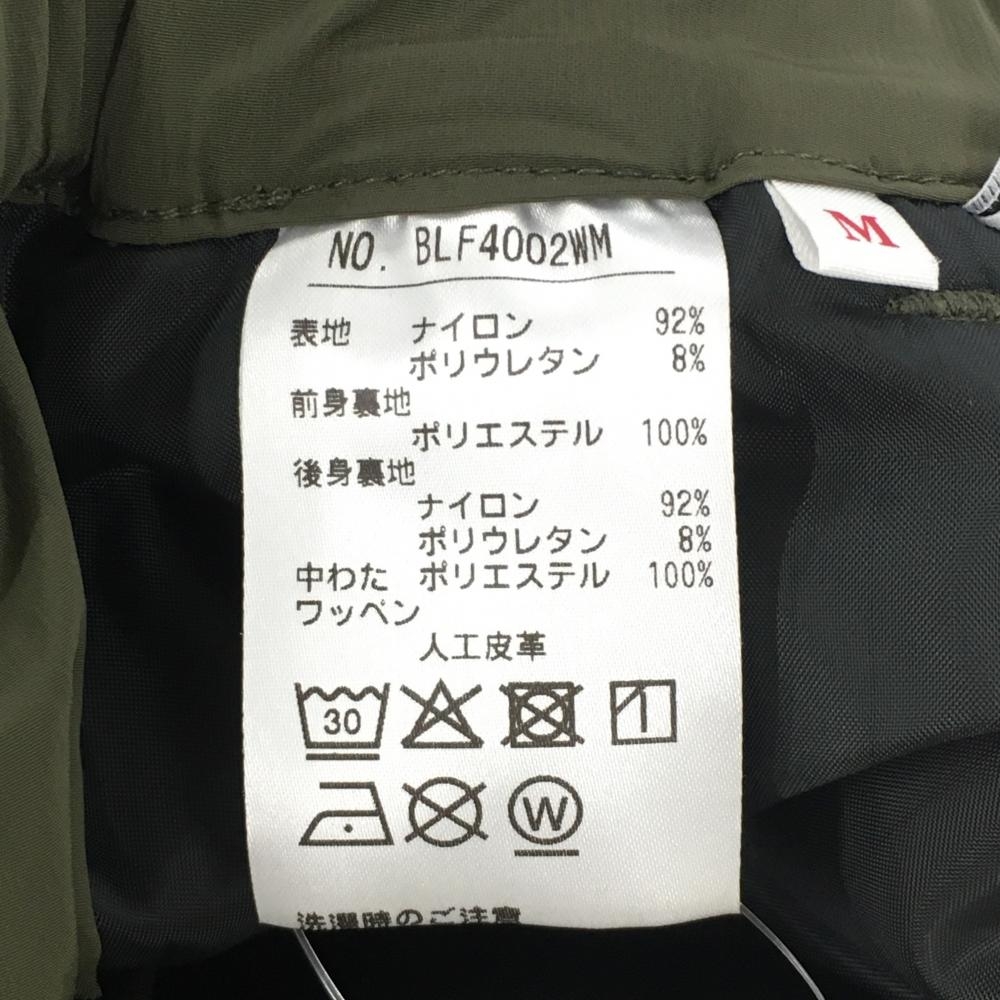 NO. BLF4002WM
M
表地 ナイロン 92%
ポリウレタン 8%
前身裏地
ポリエステル 100%
後身裏地
ナイロン 92%
ポリウレタン 8%
中わた ポリエステル 100%
ワッペン
人工皮革
30
W
洗濯時のご注意